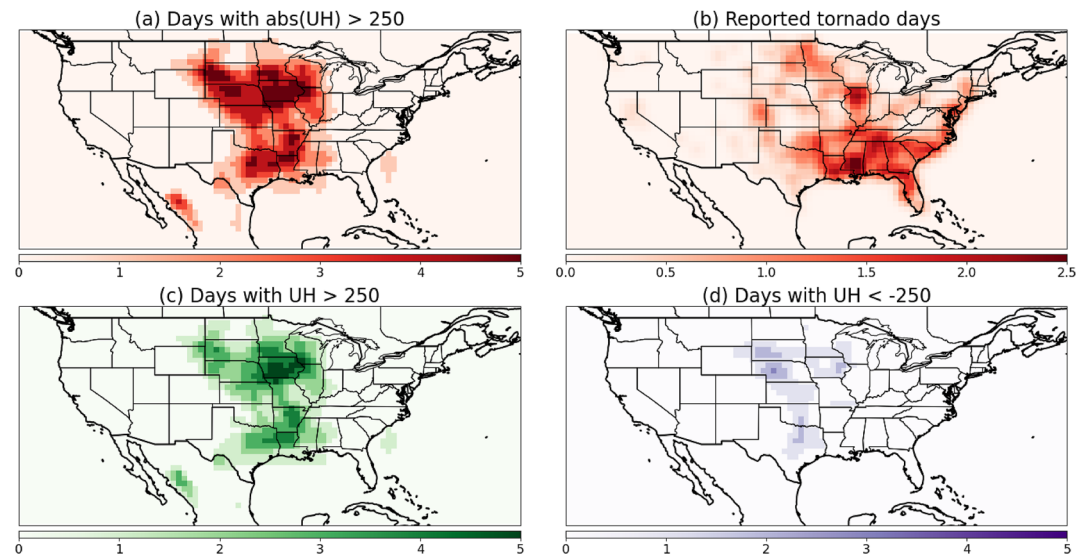 (a) Days with abs(UH) > 250
(b) Reported tornado days
0 1 2 3 4 5
0.0 0.5 1.0 1.5 2.0 2.5
(c) Days with UH > 250
(d) Days with UH < -250
0 1 2 3 4 5
0 1 2 3 4 5